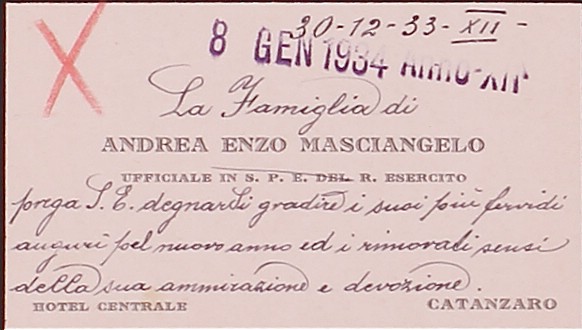 30-12-33-XII-
8 GEN 1934 ANNO XII
La Famiglia di
ANDREA ENZO MASCIANGELO
UFFICIALE IN S. P. E. DEL R. ESERCITO
prega S. E. degnarsi gradire i suoi più fervidi
auguri pel nuovo anno ed i rinnovati sensi
della sua ammirazione e devozione.
HOTEL CENTRALE CATANZARO